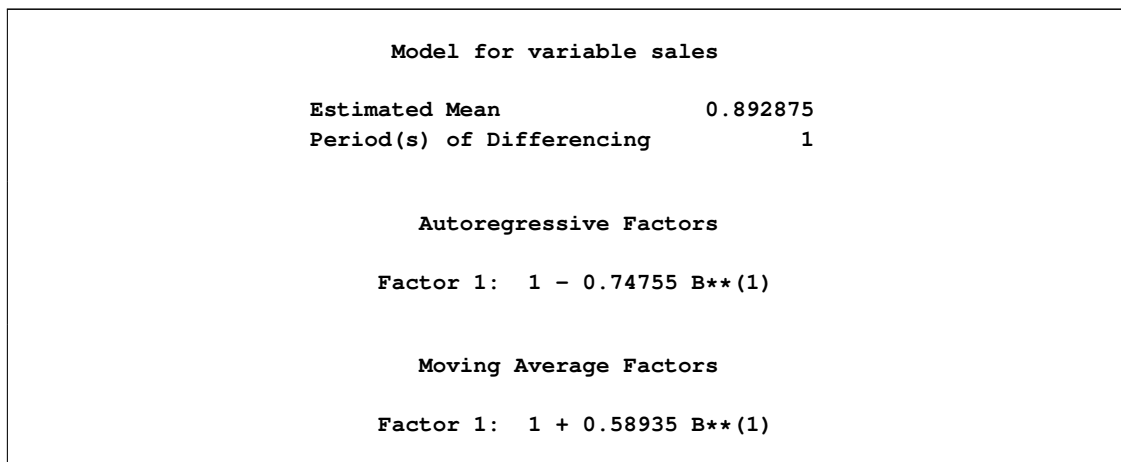 Model for variable sales
Estimated Mean 0.892875
Period(s) of Differencing 1
Autoregressive Factors
Factor 1: 1 - 0.74755 B**(1)
Moving Average Factors
Factor 1: 1 + 0.58935 B**(1)